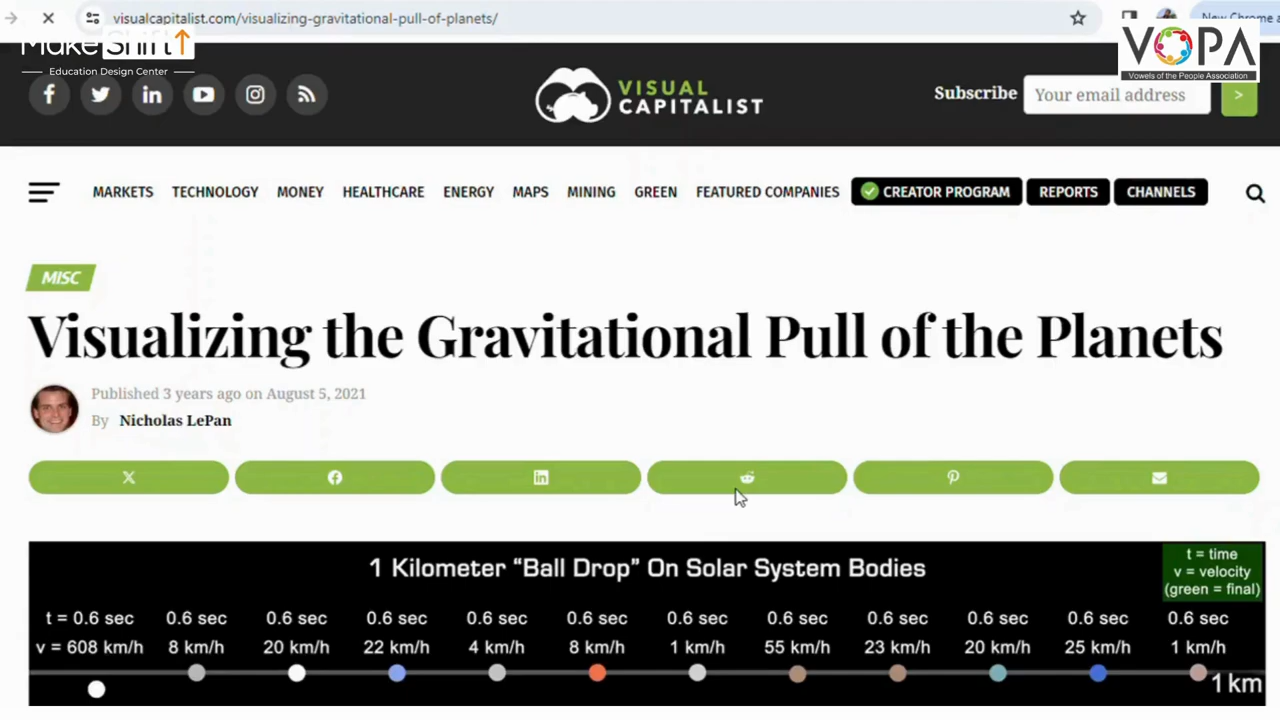 visualcapitalist.com/visualizing-gravitational-pull-of-planets/
New Chrome a
Make Shift
Education Design Center
VOPA
Vowels of the People Association
VISUAL
CAPITALIST
Subscribe
Your email address
>
MARKETS TECHNOLOGY MONEY HEALTHCARE ENERGY MAPS MINING GREEN FEATURED COMPANIES CREATOR PROGRAM REPORTS CHANNELS
MISC
Visualizing the Gravitational Pull of the Planets
Published 3 years ago on August 5, 2021
By Nicholas LePan
1 Kilometer “Ball Drop” On Solar System Bodies
t = time
v = velocity
(green = final)
t = 0.6 sec 0.6 sec 0.6 sec 0.6 sec 0.6 sec 0.6 sec 0.6 sec 0.6 sec 0.6 sec 0.6 sec 0.6 sec 0.6 sec
v = 608 km/h 8 km/h 20 km/h 22 km/h 4 km/h 8 km/h 1 km/h 55 km/h 23 km/h 20 km/h 25 km/h 1 km/h
1 km